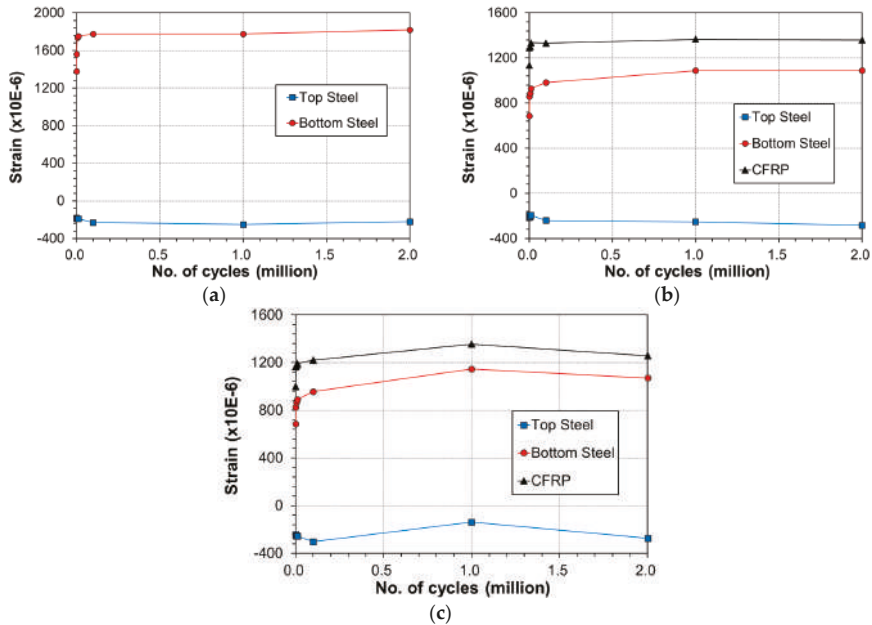 2000
1600
1200
800
400
0
-400
Strain (x10E-6)
Top Steel
Bottom Steel
0.0 0.5 1.0 1.5 2.0
No. of cycles (million)
(a)
1600
1200
800
400
0
-400
Strain (x10E-6)
Top Steel
Bottom Steel
CFRP
0.0 0.5 1.0 1.5 2.0
No. of cycles (million)
(b)
1600
1200
800
400
0
-400
Strain (x10E-6)
Top Steel
Bottom Steel
CFRP
0.0 0.5 1.0 1.5 2.0
No. of cycles (million)
(c)